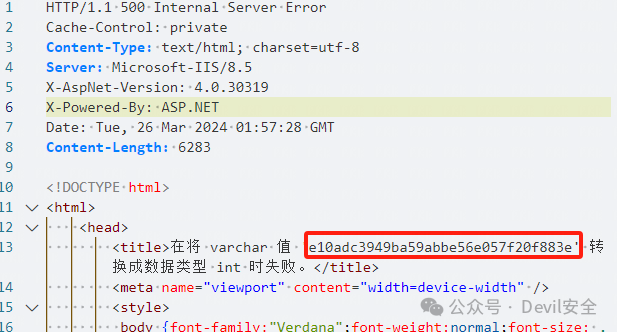 1 HTTP/1.1 500 Internal Server Error
2 Cache-Control: private
3 Content-Type: text/html; charset=utf-8
4 Server: Microsoft-IIS/8.5
5 X-AspNet-Version: 4.0.30319
6 X-Powered-By: ASP.NET
7 Date: Tue, 26 Mar 2024 01:57:28 GMT
8 Content-Length: 6283
9
10 <!DOCTYPE html>
11 <html>
12 <head>
13 <title>在将 varchar 值 'e10adc3949ba59abbe56e057f20f883e' 转
换成数据类型 int 时失败。</title>
14 <meta name="viewport" content="width=device-width" />
15 <style>
body {font-family:"Verdana";font-weight:normal;font-size: .
公众号 · Devil安全